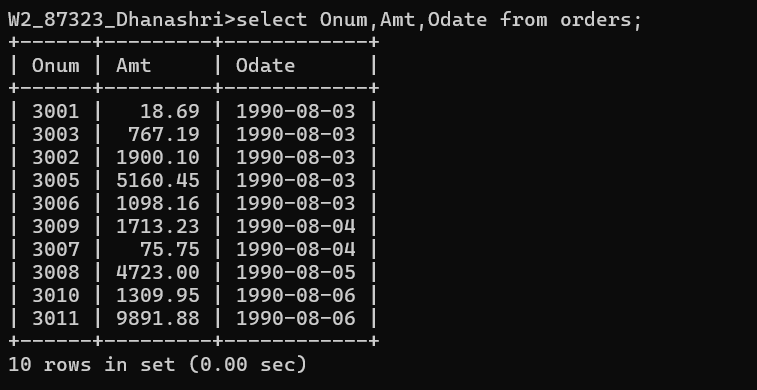 W2_87323_Dhanashri>select Onum,Amt,Odate from orders;
+------+---------+------------+
| Onum | Amt     | Odate      |
+------+---------+------------+
| 3001 |   18.69 | 1990-08-03 |
| 3003 |  767.19 | 1990-08-03 |
| 3002 | 1900.10 | 1990-08-03 |
| 3005 | 5160.45 | 1990-08-03 |
| 3006 | 1098.16 | 1990-08-03 |
| 3009 | 1713.23 | 1990-08-04 |
| 3007 |   75.75 | 1990-08-04 |
| 3008 | 4723.00 | 1990-08-05 |
| 3010 | 1309.95 | 1990-08-06 |
| 3011 | 9891.88 | 1990-08-06 |
+------+---------+------------+
10 rows in set (0.00 sec)